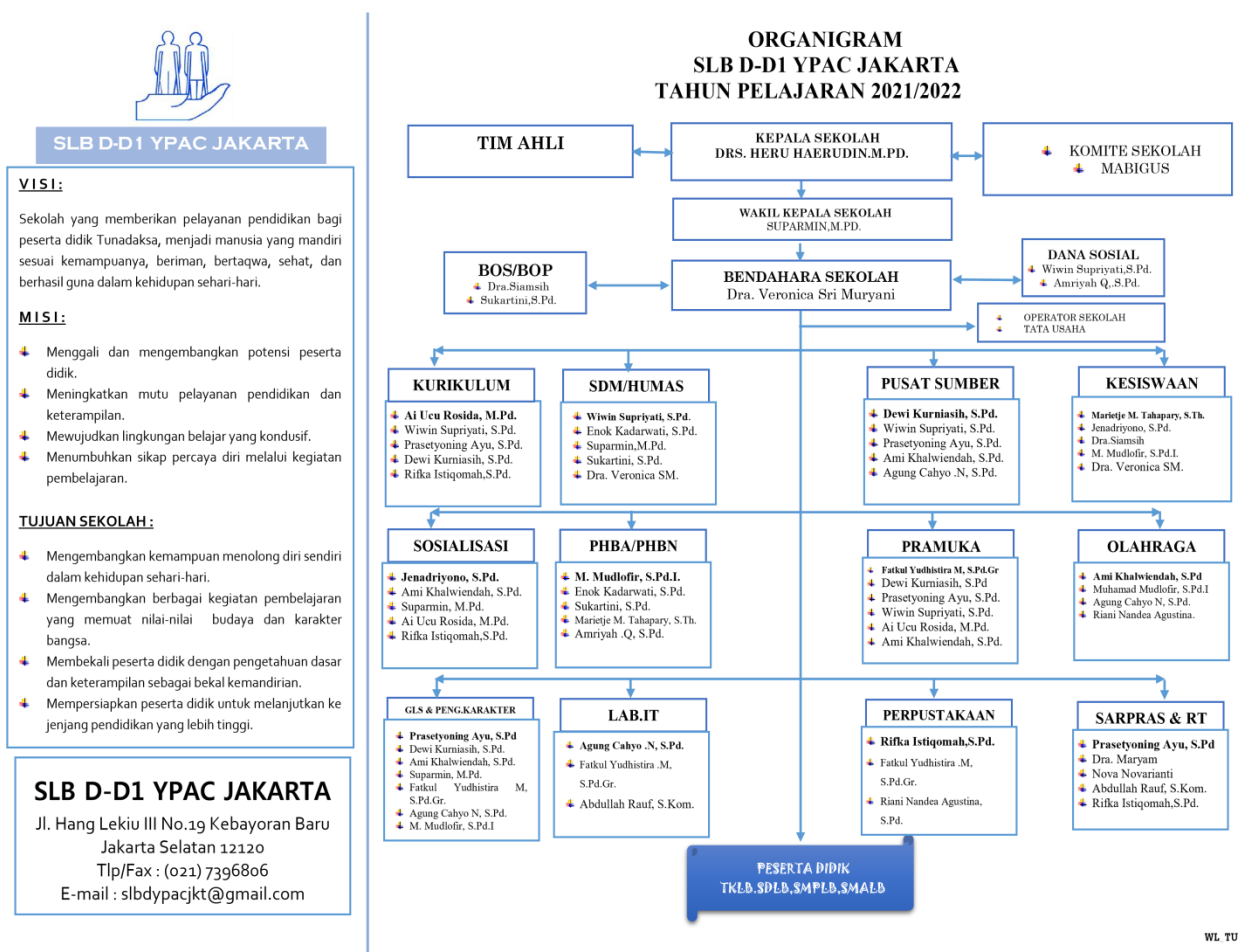 SLB D-D1 YPAC JAKARTA
V I S I :
Sekolah yang memberikan pelayanan pendidikan bagi
peserta didik Tunadaksa, menjadi manusia yang mandiri
sesuai kemampuanya, beriman, bertaqwa, sehat, dan
berhasil guna dalam kehidupan sehari-hari.
M I S I :
Menggali dan mengembangkan potensi peserta
didik.
Meningkatkan mutu pelayanan pendidikan dan
keterampilan.
Mewujudkan lingkungan belajar yang kondusif.
Menumbuhkan sikap percaya diri melalui kegiatan
pembelajaran.
TUJUAN SEKOLAH :
Mengembangkan kemampuan menolong diri sendiri
dalam kehidupan sehari-hari.
Mengembangkan berbagai kegiatan pembelajaran
yang memuat nilai-nilai budaya dan karakter
bangsa.
Membekali peserta didik dengan pengetahuan dasar
dan keterampilan sebagai bekal kemandirian.
Mempersiapkan peserta didik untuk melanjutkan ke
jenjang pendidikan yang lebih tinggi.
SLB D-D1 YPAC JAKARTA
Jl. Hang Lekiu III No.19 Kebayoran Baru
Jakarta Selatan 12120
Tlp/Fax : (021) 7396806
E-mail : slbdypacjkt@gmail.com
ORGANIGRAM
SLB D-D1 YPAC JAKARTA
TAHUN PELAJARAN 2021/2022
TIM AHLI
KEPALA SEKOLAH
DRS. HERU HAERUDIN.M.PD.
KOMITE SEKOLAH
MABIGUS
WAKIL KEPALA SEKOLAH
SUPARMIN,M.PD.
BOS/BOP
Dra.Siamsih
Sukartini,S.Pd.
BENDAHARA SEKOLAH
Dra. Veronica Sri Muryani
DANA SOSIAL
Wiwin Supriyati,S.Pd.
Amriyah Q,.S.Pd.
OPERATOR SEKOLAH
TATA USAHA
KURIKULUM
Ai Ucu Rosida, M.Pd.
Wiwin Supriyati, S.Pd.
Prasetyoning Ayu, S.Pd.
Dewi Kurniasih, S.Pd.
Rifka Istiqomah,S.Pd.
SDM/HUMAS
Wiwin Supriyati, S.Pd.
Enok Kadarwati, S.Pd.
Suparmin,M.Pd.
Sukartini, S.Pd.
Dra. Veronica SM.
PUSAT SUMBER
Dewi Kurniasih, S.Pd.
Wiwin Supriyati, S.Pd.
Prasetyoning Ayu, S.Pd.
Ami Khalwiendah, S.Pd.
Agung Cahyo .N, S.Pd.
KESISWAAN
Marietje M. Tahapary, S.Th.
Jenadriyono, S.Pd.
Dra.Siamsih
M. Mudlofir, S.Pd.I.
Dra. Veronica SM.
SOSIALISASI
Jenadriyono, S.Pd.
Ami Khalwiendah, S.Pd.
Suparmin, M.Pd.
Ai Ucu Rosida, M.Pd.
Rifka Istiqomah,S.Pd.
PHBA/PHBN
M. Mudlofir, S.Pd.I.
Enok Kadarwati, S.Pd.
Sukartini, S.Pd.
Marietje M. Tahapary, S.Th.
Amriyah .Q, S.Pd.
PRAMUKA
Fatkul Yudhistira M, S.Pd.Gr
Dewi Kurniasih, S.Pd
Prasetyoning Ayu, S.Pd.
Wiwin Supriyati, S.Pd.
Ai Ucu Rosida, M.Pd.
Ami Khalwiendah, S.Pd.
OLAHRAGA
Ami Khalwiendah, S.Pd
Muhamad Mudlofir, S.Pd.I
Agung Cahyo N, S.Pd.
Riani Nandea Agustina.
GLS & PENG.KARAKTER
Prasetyoning Ayu, S.Pd
Dewi Kurniasih, S.Pd.
Ami Khalwiendah, S.Pd.
Suparmin, M.Pd.
Fatkul Yudhistira M,
S.Pd.Gr.
Agung Cahyo N, S.Pd.
M. Mudlofir, S.Pd.I
LAB.IT
Agung Cahyo .N, S.Pd.
Fatkul Yudhistira .M,
S.Pd.Gr.
Abdullah Rauf, S.Kom.
PERPUSTAKAAN
Rifka Istiqomah,S.Pd.
Fatkul Yudhistira .M,
S.Pd.Gr.
Riani Nandea Agustina,
S.Pd.
SARPRAS & RT
Prasetyoning Ayu, S.Pd
Dra. Maryam
Nova Novarianti
Abdullah Rauf, S.Kom.
Rifka Istiqomah,S.Pd.
PESERTA DIDIK
TKLB.SDLB,SMPLB,SMALB
WL TU